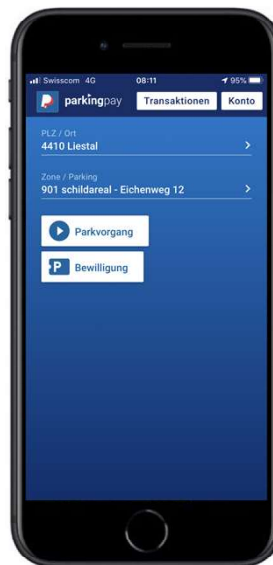 Swisscom 4G 08:11 95%
parkingpay Transaktionen Konto
PLZ / Ort
4410 Liestal
Zone / Parking
901 schildareal - Eichenweg 12
Parkvorgang
P Bewilligung